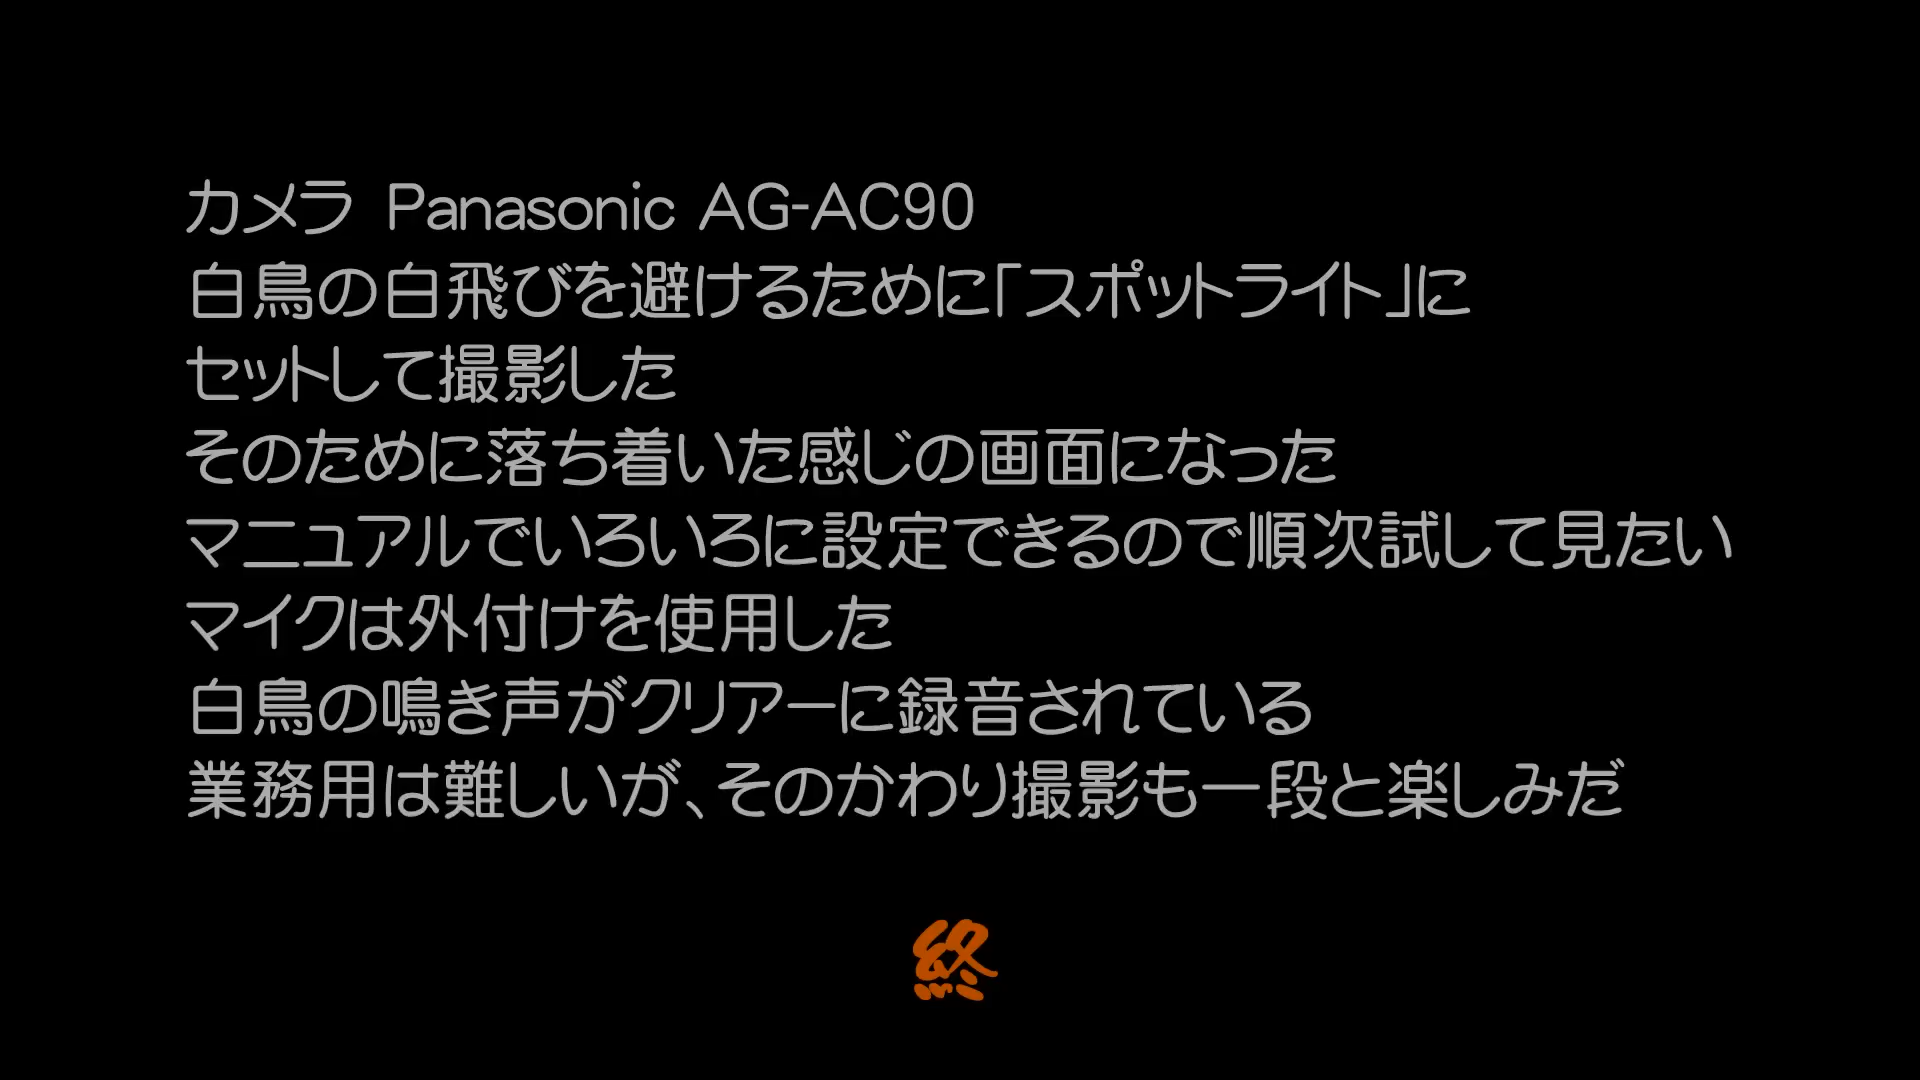 カメラ Panasonic AG-AC90
白鳥の白飛びを避けるために「スポットライト」に
セットして撮影した
そのために落ち着いた感じの画面になった
マニュアルでいろいろに設定できるので順次試して見たい
マイクは外付けを使用した
白鳥の鳴き声がクリアーに録音されている
業務用は難しいが、そのかわり撮影も一段と楽しみだ
終